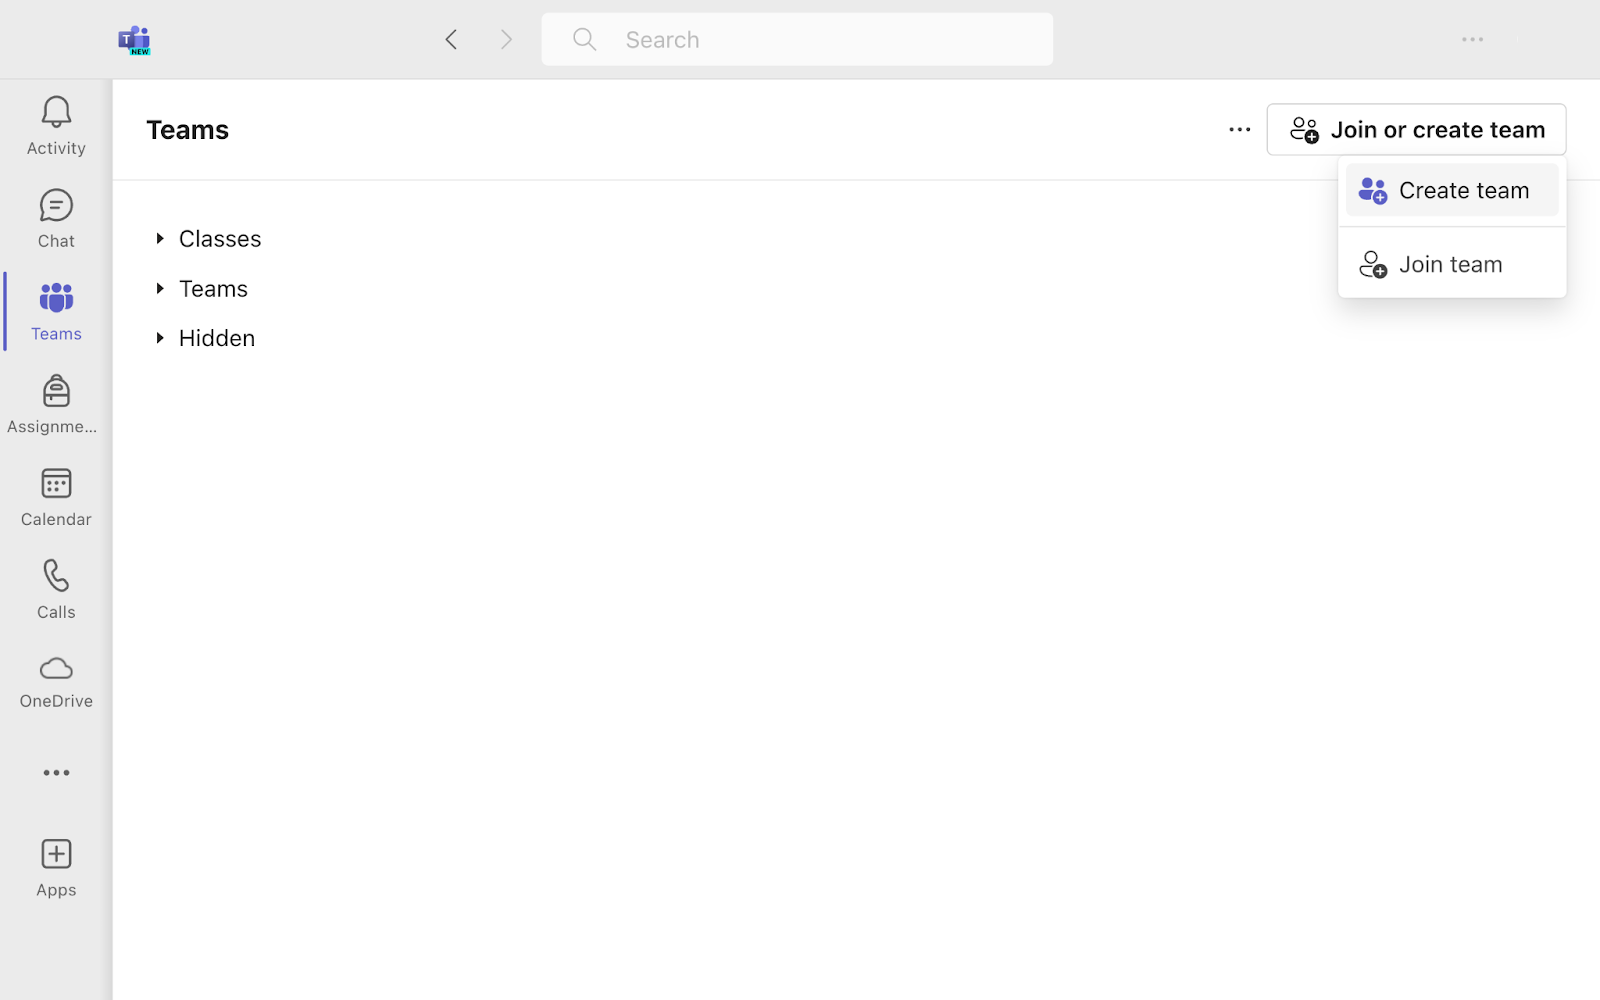 T
NEW
Search
Activity
Chat
Teams
Assignme...
Calendar
Calls
OneDrive
Apps
Teams
Join or create team
Create team
Join team
Classes
Teams
Hidden